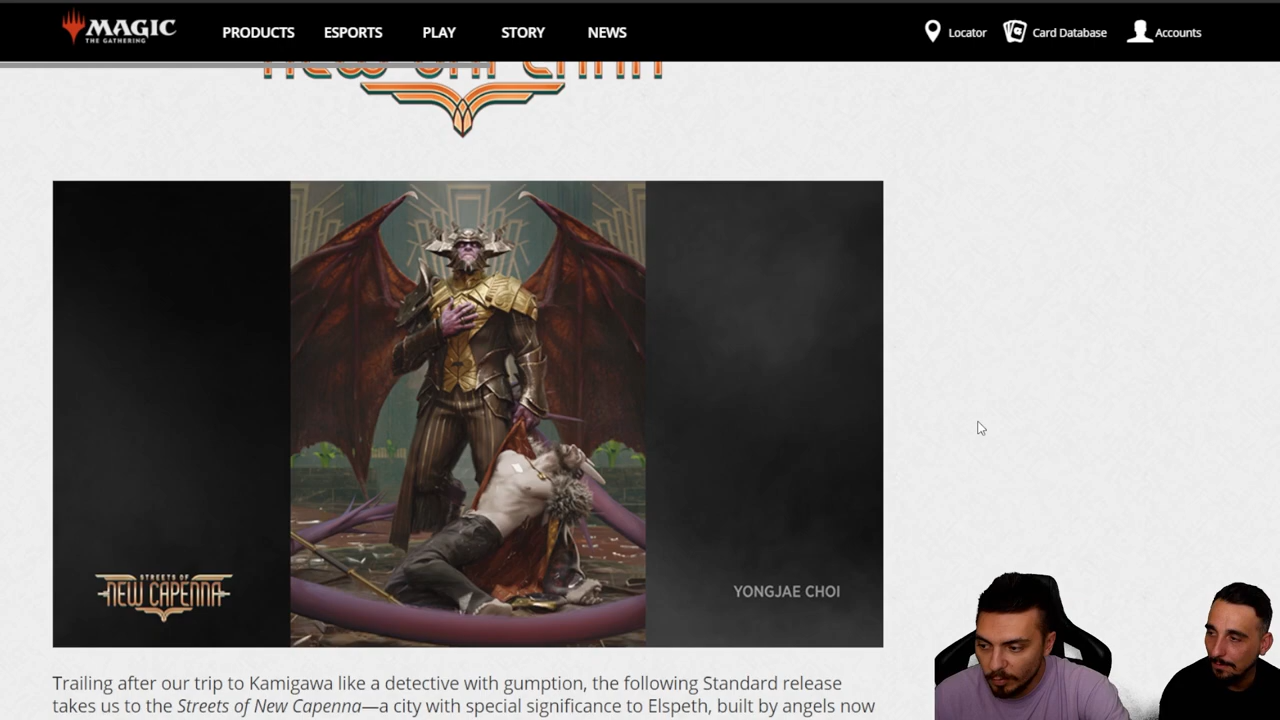 MAGIC
THE GATHERING
PRODUCTS ESPORTS PLAY STORY NEWS
Locator Card Database Accounts
NEW CAPENNA
STREETS OF
NEW CAPENNA
YONGJAE CHOI
Trailing after our trip to Kamigawa like a detective with gumption, the following Standard release
takes us to the Streets of New Capenna—a city with special significance to Elspeth, built by angels now